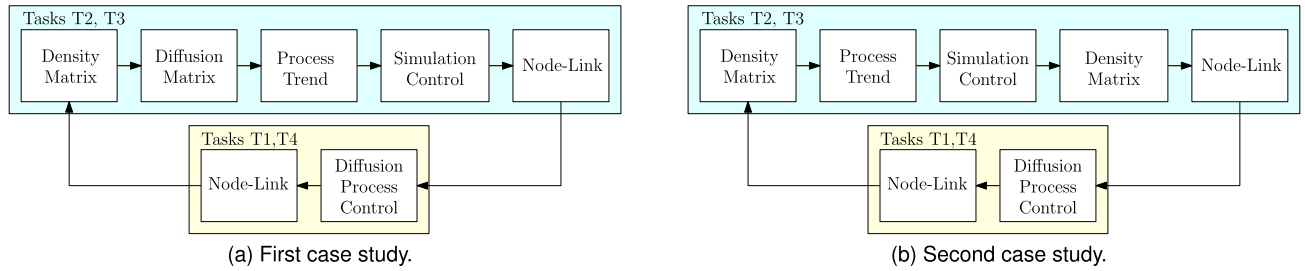 Tasks T2, T3
Density
Matrix
Diffusion
Matrix
Process
Trend
Simulation
Control
Node-Link
Tasks T1,T4
Node-Link
Diffusion
Process
Control
(a) First case study.
Tasks T2, T3
Density
Matrix
Process
Trend
Simulation
Control
Density
Matrix
Node-Link
Tasks T1,T4
Node-Link
Diffusion
Process
Control
(b) Second case study.